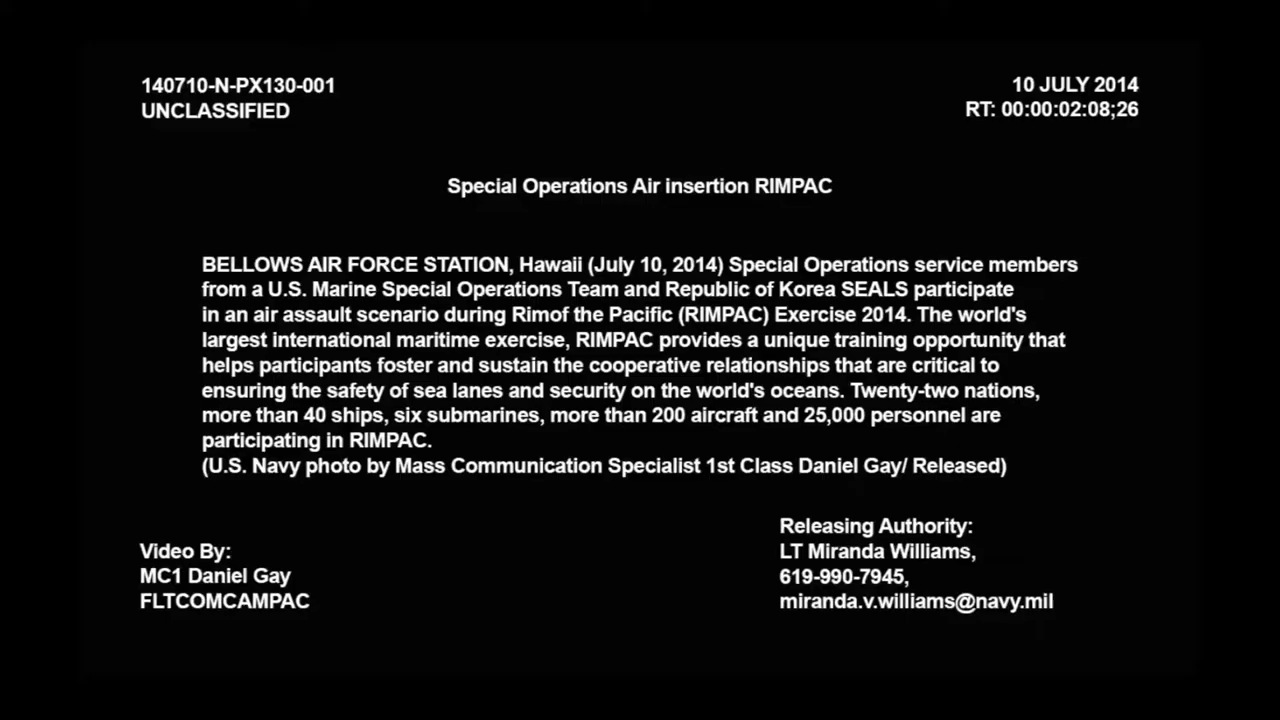 140710-N-PX130-001
UNCLASSIFIED
10 JULY 2014
RT: 00:00:02:08;26
Special Operations Air insertion RIMPAC
BELLOWS AIR FORCE STATION, Hawaii (July 10, 2014) Special Operations service members
from a U.S. Marine Special Operations Team and Republic of Korea SEALS participate
in an air assault scenario during Rimof the Pacific (RIMPAC) Exercise 2014. The world's
largest international maritime exercise, RIMPAC provides a unique training opportunity that
helps participants foster and sustain the cooperative relationships that are critical to
ensuring the safety of sea lanes and security on the world's oceans. Twenty-two nations,
more than 40 ships, six submarines, more than 200 aircraft and 25,000 personnel are
participating in RIMPAC.
(U.S. Navy photo by Mass Communication Specialist 1st Class Daniel Gay/ Released)
Video By:
MC1 Daniel Gay
FLTCOMCAMPAC
Releasing Authority:
LT Miranda Williams,
619-990-7945,
miranda.v.williams@navy.mil